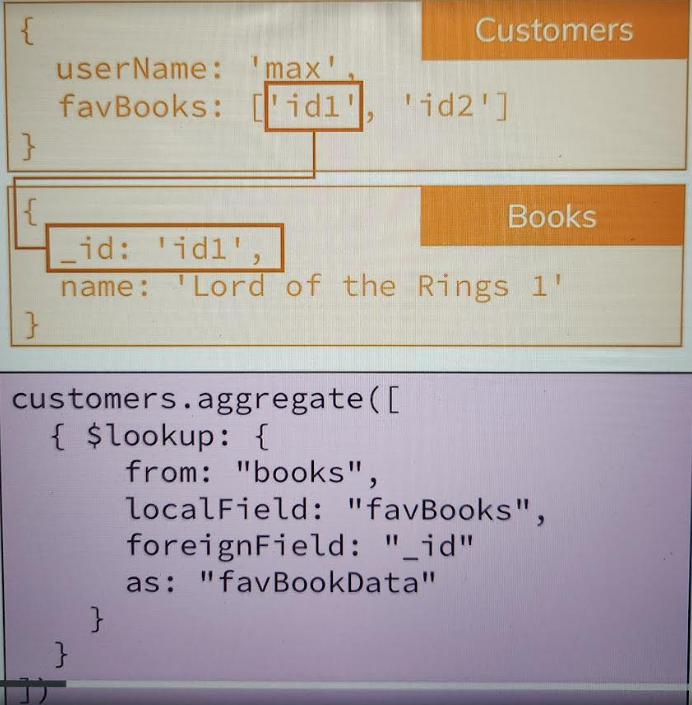 {
Customers
userName: 'max',
favBooks: ['id1', 'id2']
}
{
Books
_id: 'id1',
name: 'Lord of the Rings 1'
}
customers.aggregate([
{ $lookup: {
from: "books",
localField: "favBooks",
foreignField: "_id"
as: "favBookData"
}
}
])